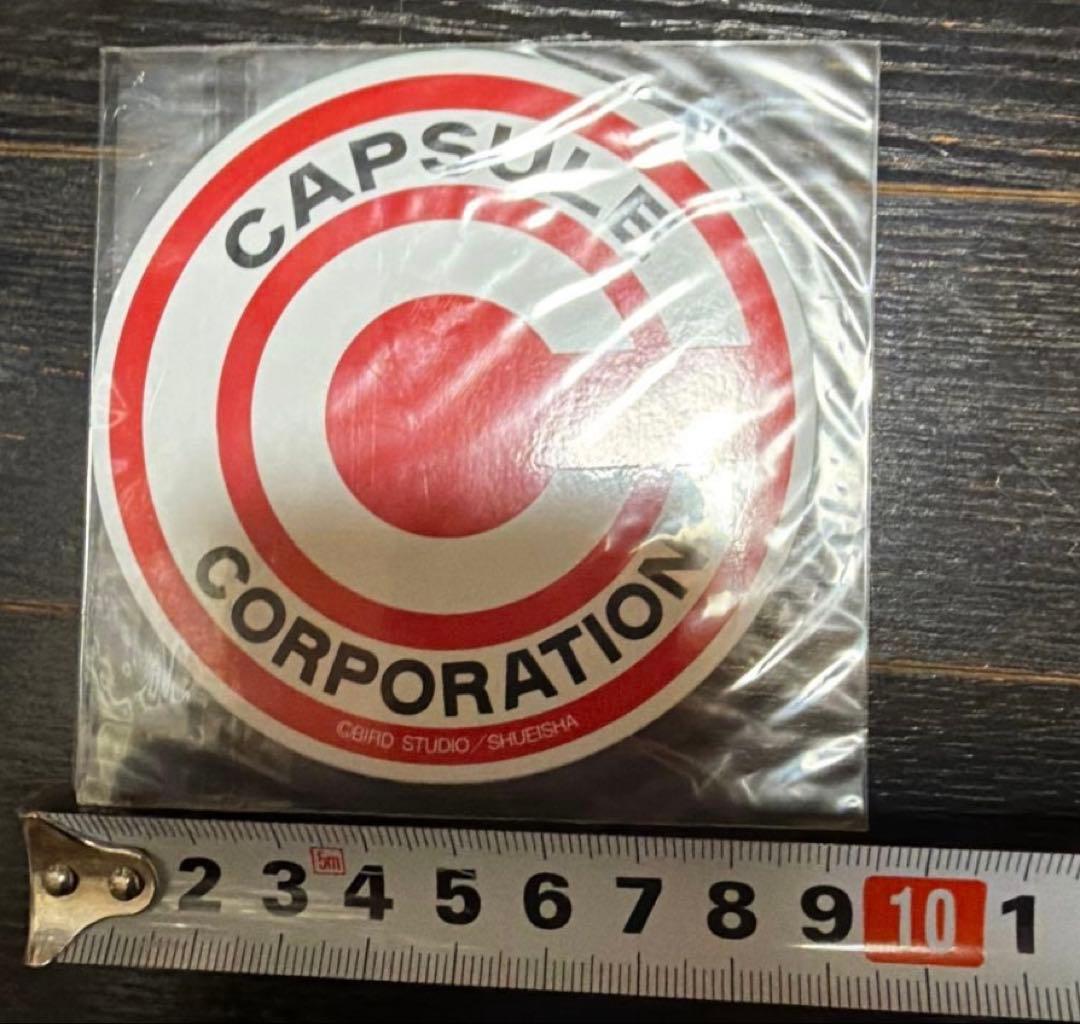 CAPSULE
CORPORATION
©BIRD STUDIO/SHUEISHA
5m
2 3 4 5 6 7 8 9 10 1